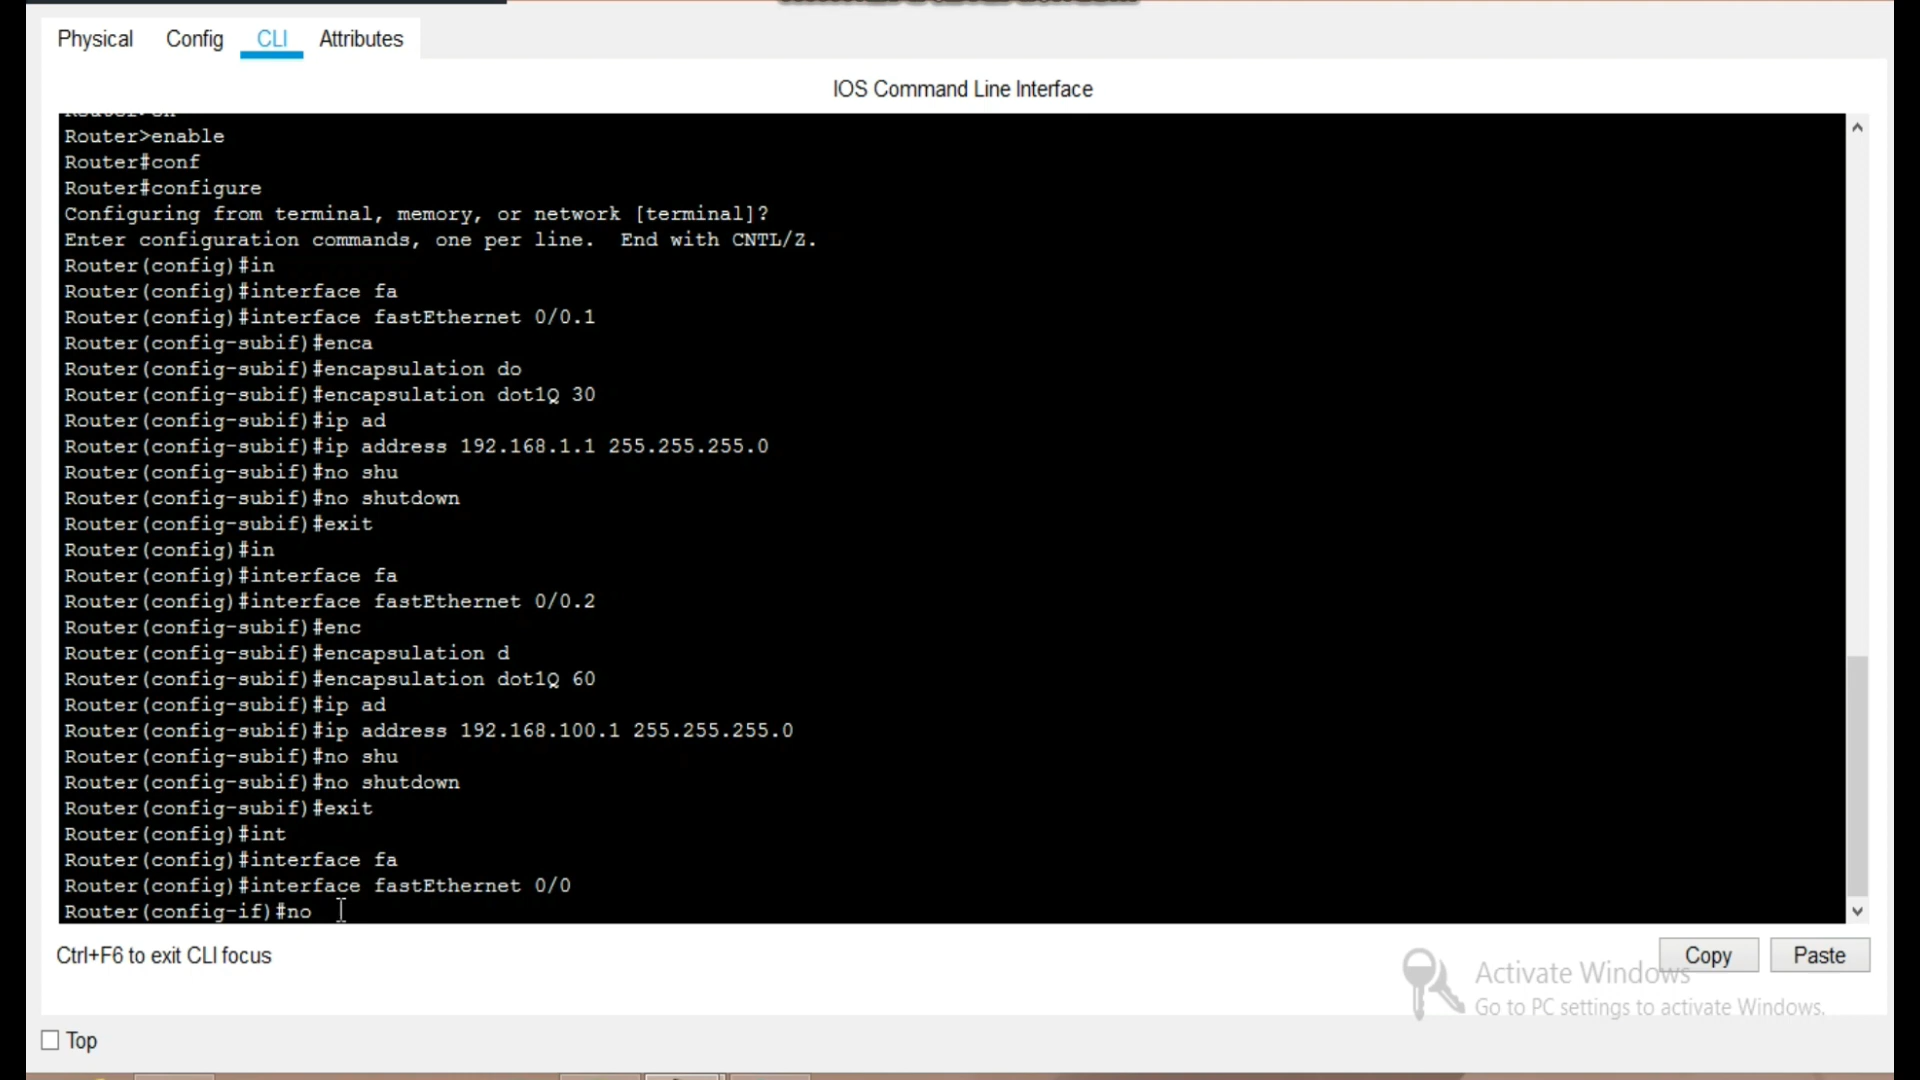 Physical Config CLI Attributes
IOS Command Line Interface
Router>enable
Router#conf
Router#configure
Configuring from terminal, memory, or network [terminal]?
Enter configuration commands, one per line.  End with CNTL/Z.
Router(config)#in
Router(config)#interface fa
Router(config)#interface fastEthernet 0/0.1
Router(config-subif)#enca
Router(config-subif)#encapsulation do
Router(config-subif)#encapsulation dot1Q 30
Router(config-subif)#ip ad
Router(config-subif)#ip address 192.168.1.1 255.255.255.0
Router(config-subif)#no shu
Router(config-subif)#no shutdown
Router(config-subif)#exit
Router(config)#in
Router(config)#interface fa
Router(config)#interface fastEthernet 0/0.2
Router(config-subif)#enc
Router(config-subif)#encapsulation d
Router(config-subif)#encapsulation dot1Q 60
Router(config-subif)#ip ad
Router(config-subif)#ip address 192.168.100.1 255.255.255.0
Router(config-subif)#no shu
Router(config-subif)#no shutdown
Router(config-subif)#exit
Router(config)#int
Router(config)#interface fa
Router(config)#interface fastEthernet 0/0
Router(config-if)#no
Ctrl+F6 to exit CLI focus
Copy Paste
Activate Windows
Go to PC settings to activate Windows.
Top